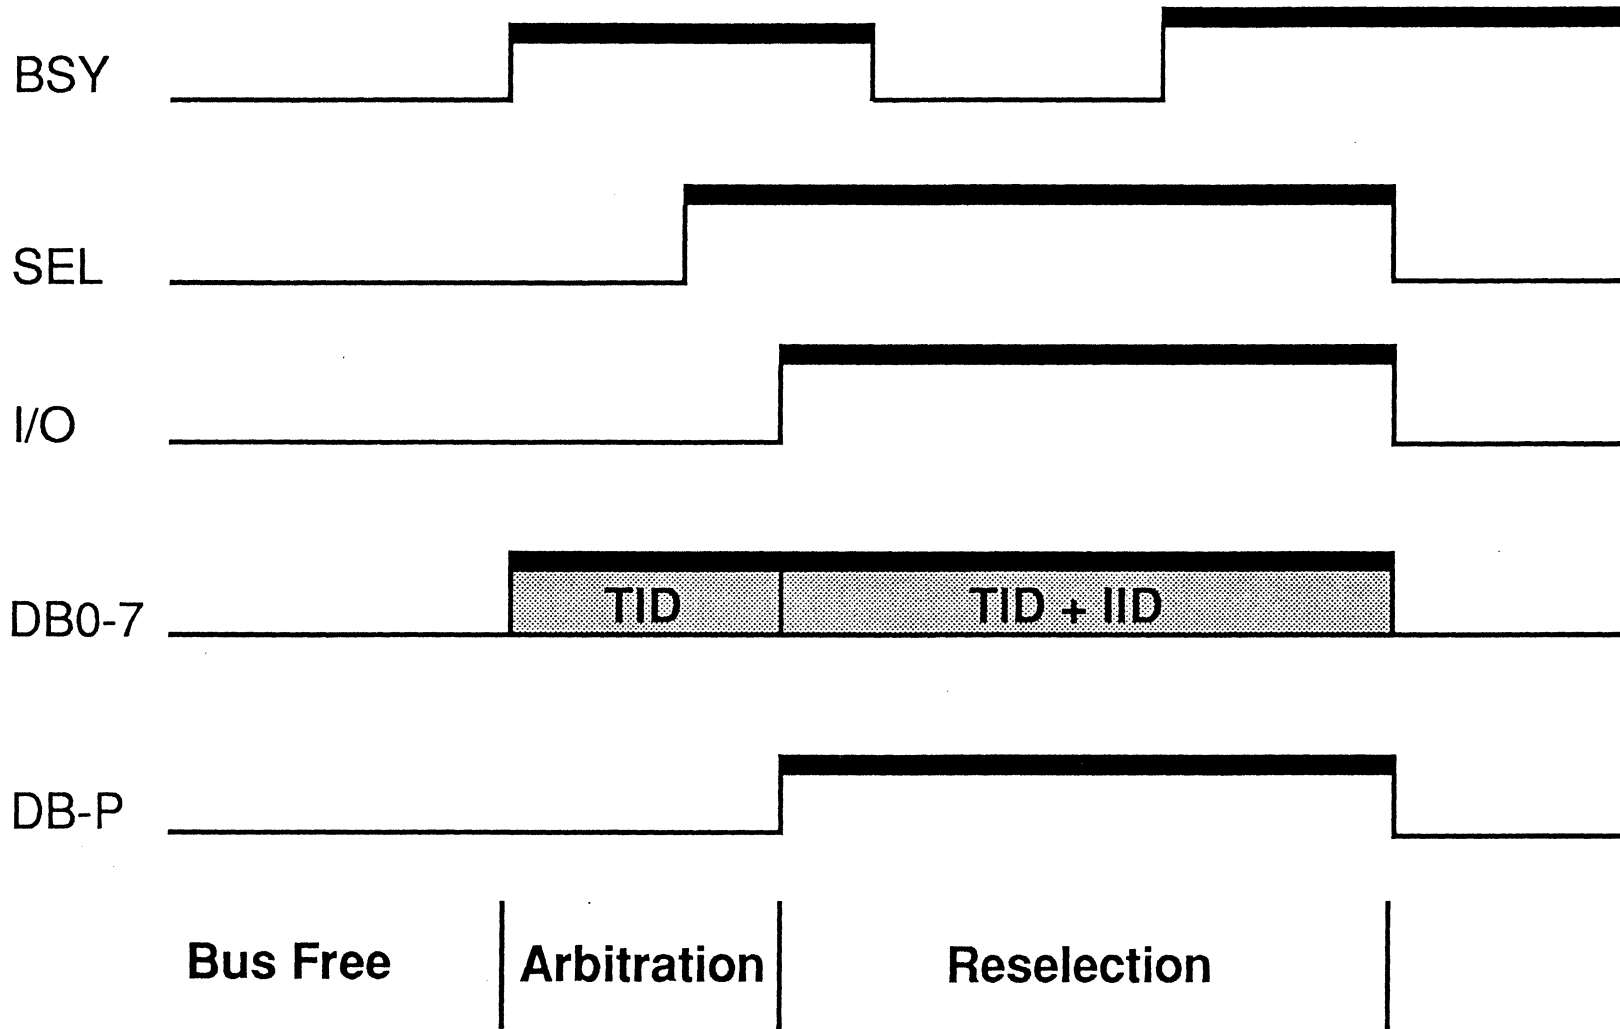 BSY
SEL
I/O
DB0-7 TID TID + IID
DB-P
Bus Free Arbitration Reselection